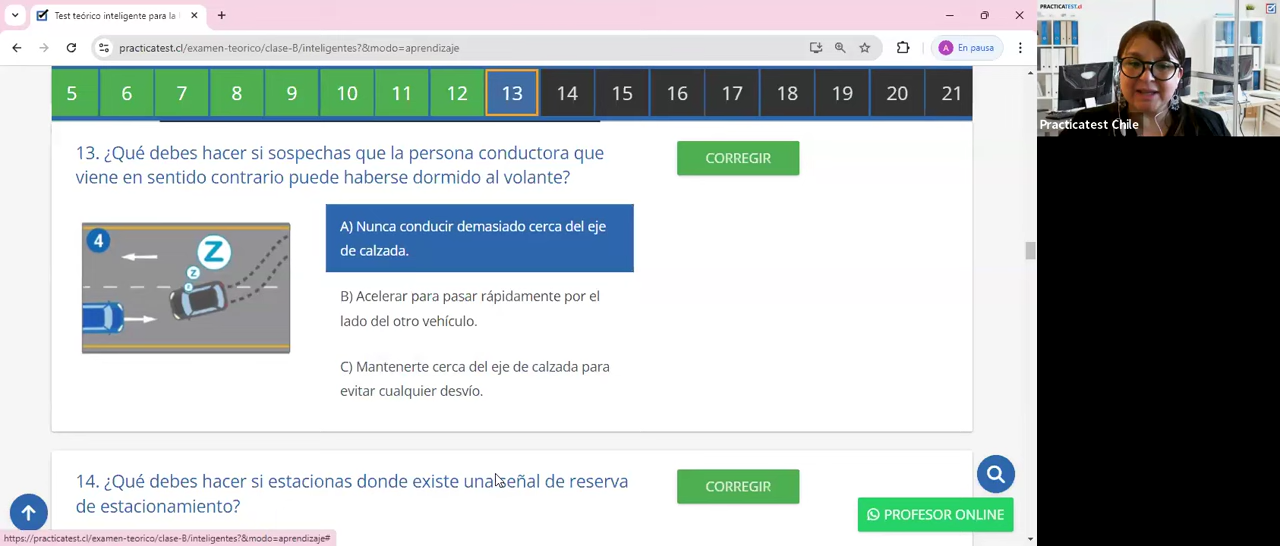 Test teórico inteligente para la
practicatest.cl/examen-teorico/clase-B/inteligentes?&modo=aprendizaje
A
En pausa
PRACTICATEST.cl
Practicatest Chile
5 6 7 8 9 10 11 12 13 14 15 16 17 18 19 20 21
13. ¿Qué debes hacer si sospechas que la persona conductora que
viene en sentido contrario puede haberse dormido al volante?
CORREGIR
4
Z
z
z
A) Nunca conducir demasiado cerca del eje
de calzada.
B) Acelerar para pasar rápidamente por el
lado del otro vehículo.
C) Mantenerte cerca del eje de calzada para
evitar cualquier desvío.
14. ¿Qué debes hacer si estacionas donde existe una señal de reserva
de estacionamiento?
CORREGIR
PROFESOR ONLINE
https://practicatest.cl/examen-teorico/clase-B/inteligentes?&modo=aprendizaje#